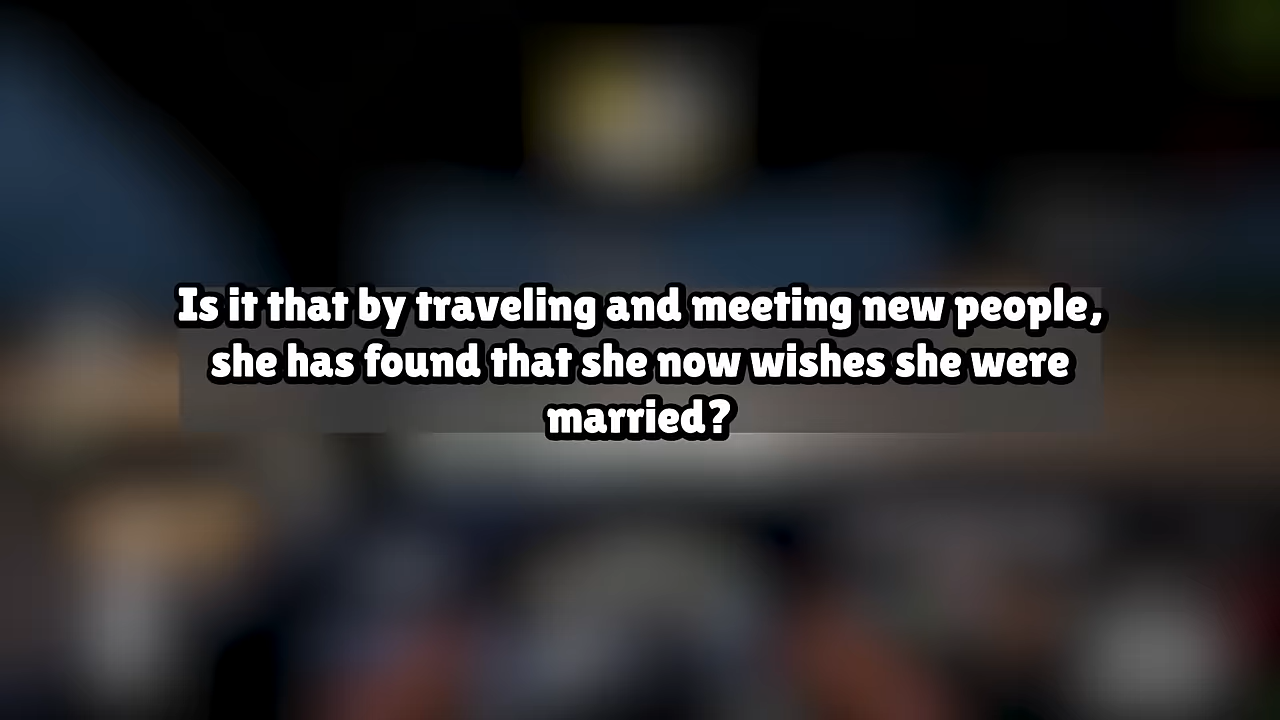 Is it that by traveling and meeting new people,
she has found that she now wishes she were
married?